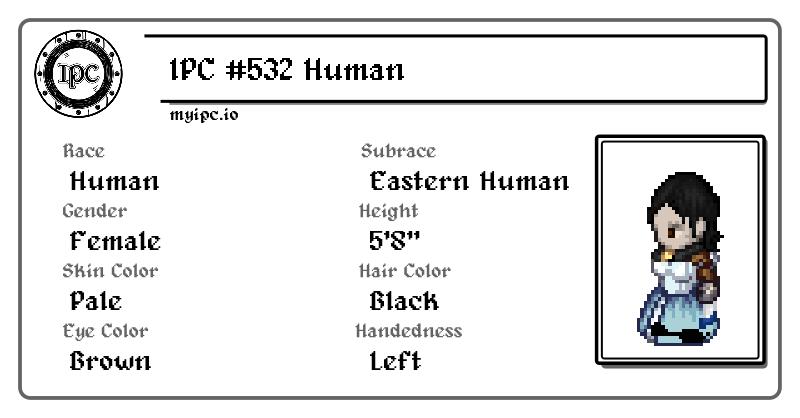 IPC
IPC #532 Human
myipc.io
Race
Human
Subrace
Eastern Human
Gender
Female
Height
5'8"
Skin Color
Pale
Hair Color
Black
Eye Color
Brown
Handedness
Left